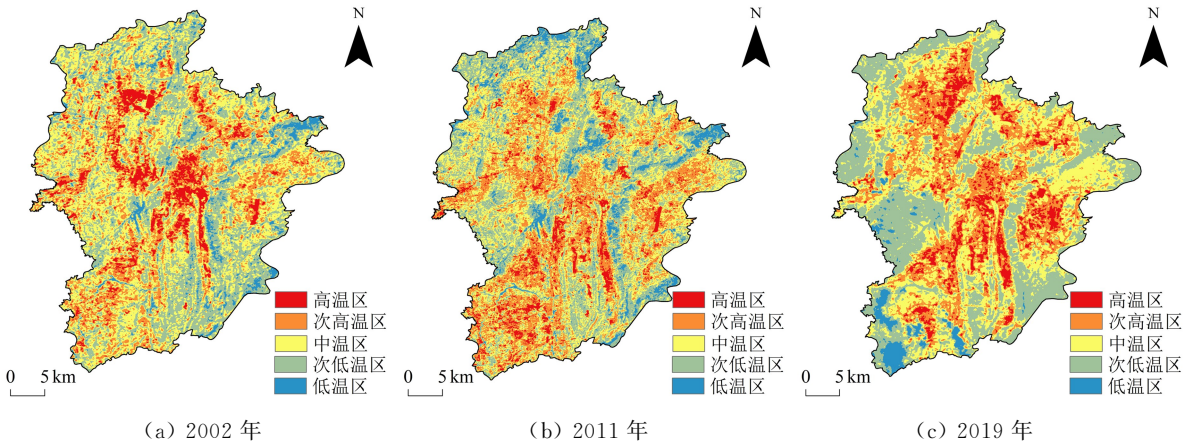 N
高温区
次高温区
中温区
次低温区
低温区
0 5 km
(a) 2002 年
N
高温区
次高温区
中温区
次低温区
低温区
0 5 km
(b) 2011 年
N
高温区
次高温区
中温区
次低温区
低温区
0 5 km
(c) 2019 年